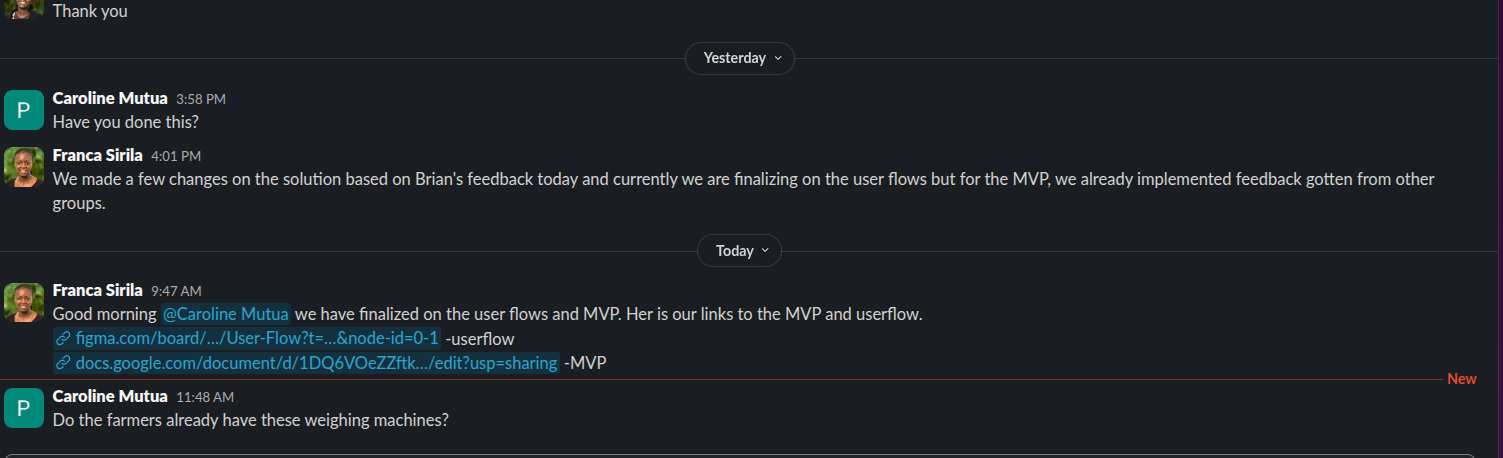 Thank you
Yesterday
P
Caroline Mutua 3:58 PM
Have you done this?
Franca Sirila 4:01 PM
We made a few changes on the solution based on Brian's feedback today and currently we are finalizing on the user flows but for the MVP, we already implemented feedback gotten from other
groups.
Today
Franca Sirila 9:47 AM
Good morning @Caroline Mutua we have finalized on the user flows and MVP. Her is our links to the MVP and userflow.
figma.com/board/.../User-Flow?t=...&node-id=0-1 -userflow
docs.google.com/document/d/1DQ6VOeZZftk.../edit?usp=sharing -MVP
New
P
Caroline Mutua 11:48 AM
Do the farmers already have these weighing machines?